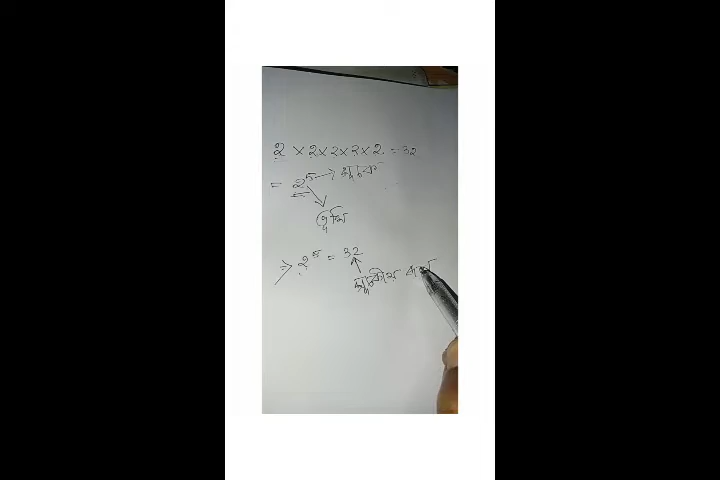 2 × 2 × 2 × 2 × 2 = 32
= 2⁵ → সূচক
ভূমি
⇒ 2⁵ = 32
সূচকীয়